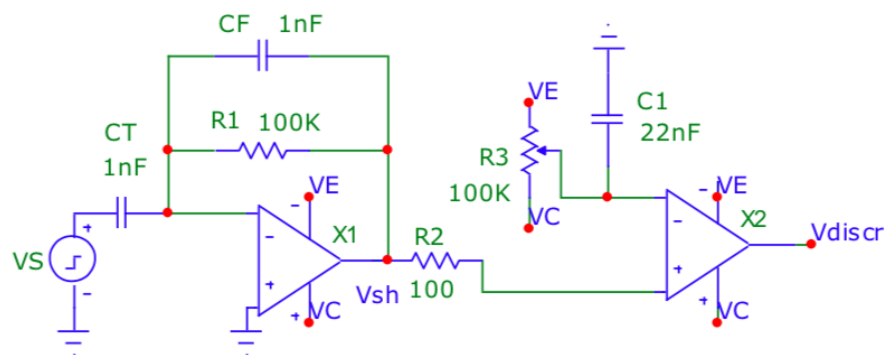 CF 1nF
R1 100K
CT
1nF
VS
+
-
-
+
-
VE
X1
+
VC
Vsh
R2
100
VE
R3
100K
VC
C1
22nF
-
+
-
VE
X2
+
VC
Vdiscr